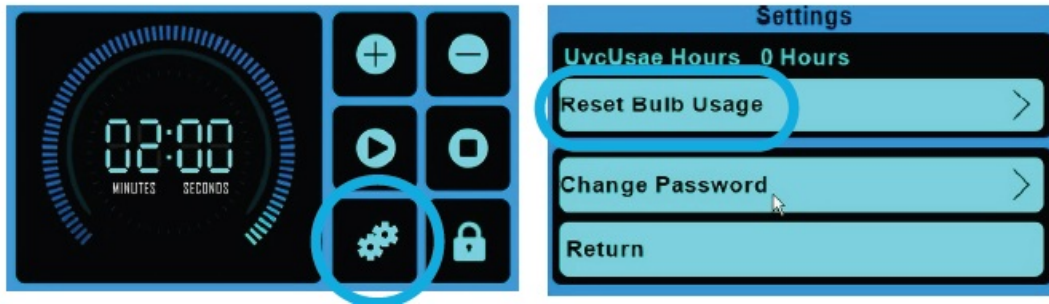 02:00
MINUTES SECONDS
Settings
UvcUsae Hours 0 Hours
Reset Bulb Usage
Change Password
Return